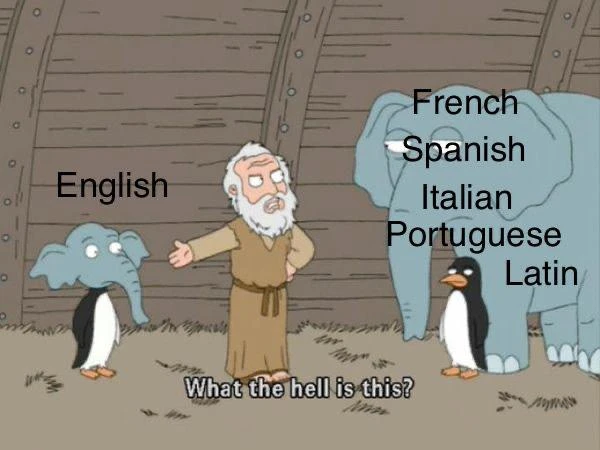 English
French
Spanish
Italian
Portuguese
Latin
What the hell is this?